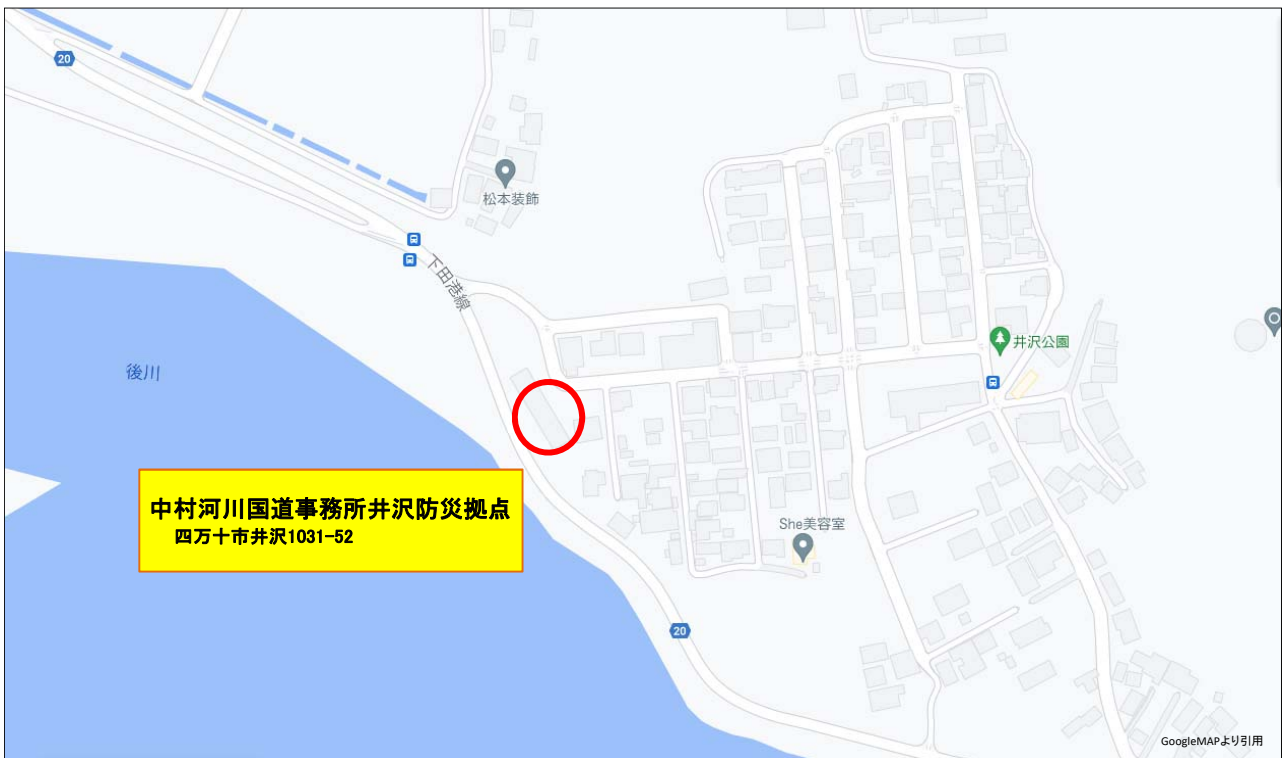 20
松本装飾
下田港線
井沢公園
後川
中村河川国道事務所井沢防災拠点
四万十市井沢1031-52
She美容室
20
GoogleMAPより引用